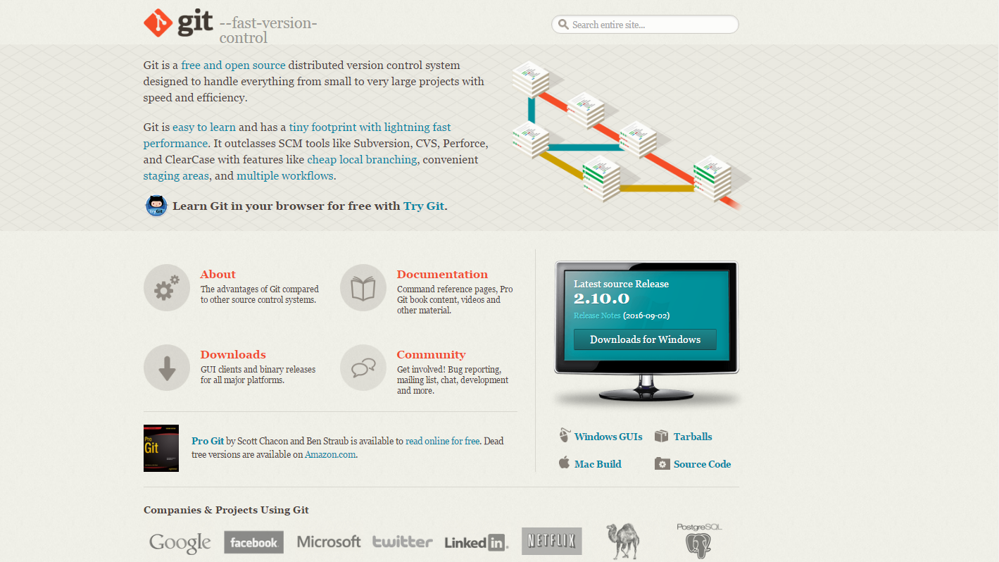 git --fast-version-
control
Search entire site...
Git is a free and open source distributed version control system
designed to handle everything from small to very large projects with
speed and efficiency.
Git is easy to learn and has a tiny footprint with lightning fast
performance. It outclasses SCM tools like Subversion, CVS, Perforce,
and ClearCase with features like cheap local branching, convenient
staging areas, and multiple workflows.
Learn Git in your browser for free with Try Git.
About
The advantages of Git compared
to other source control systems.
Documentation
Command reference pages, Pro
Git book content, videos and
other material.
Downloads
GUI clients and binary releases
for all major platforms.
Community
Get involved! Bug reporting,
mailing list, chat, development
and more.
Pro
Git
Pro Git by Scott Chacon and Ben Straub is available to read online for free. Dead
tree versions are available on Amazon.com.
Latest source Release
2.10.0
Release Notes (2016-09-02)
Downloads for Windows
Windows GUIs
Tarballs
Mac Build
Source Code
Companies & Projects Using Git
Google facebook Microsoft twitter Linked in NETFLIX PostgreSQL